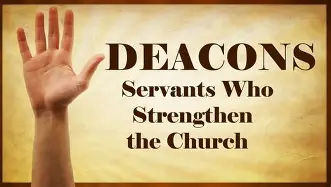 DEACONS
Servants Who
Strengthen
the Church